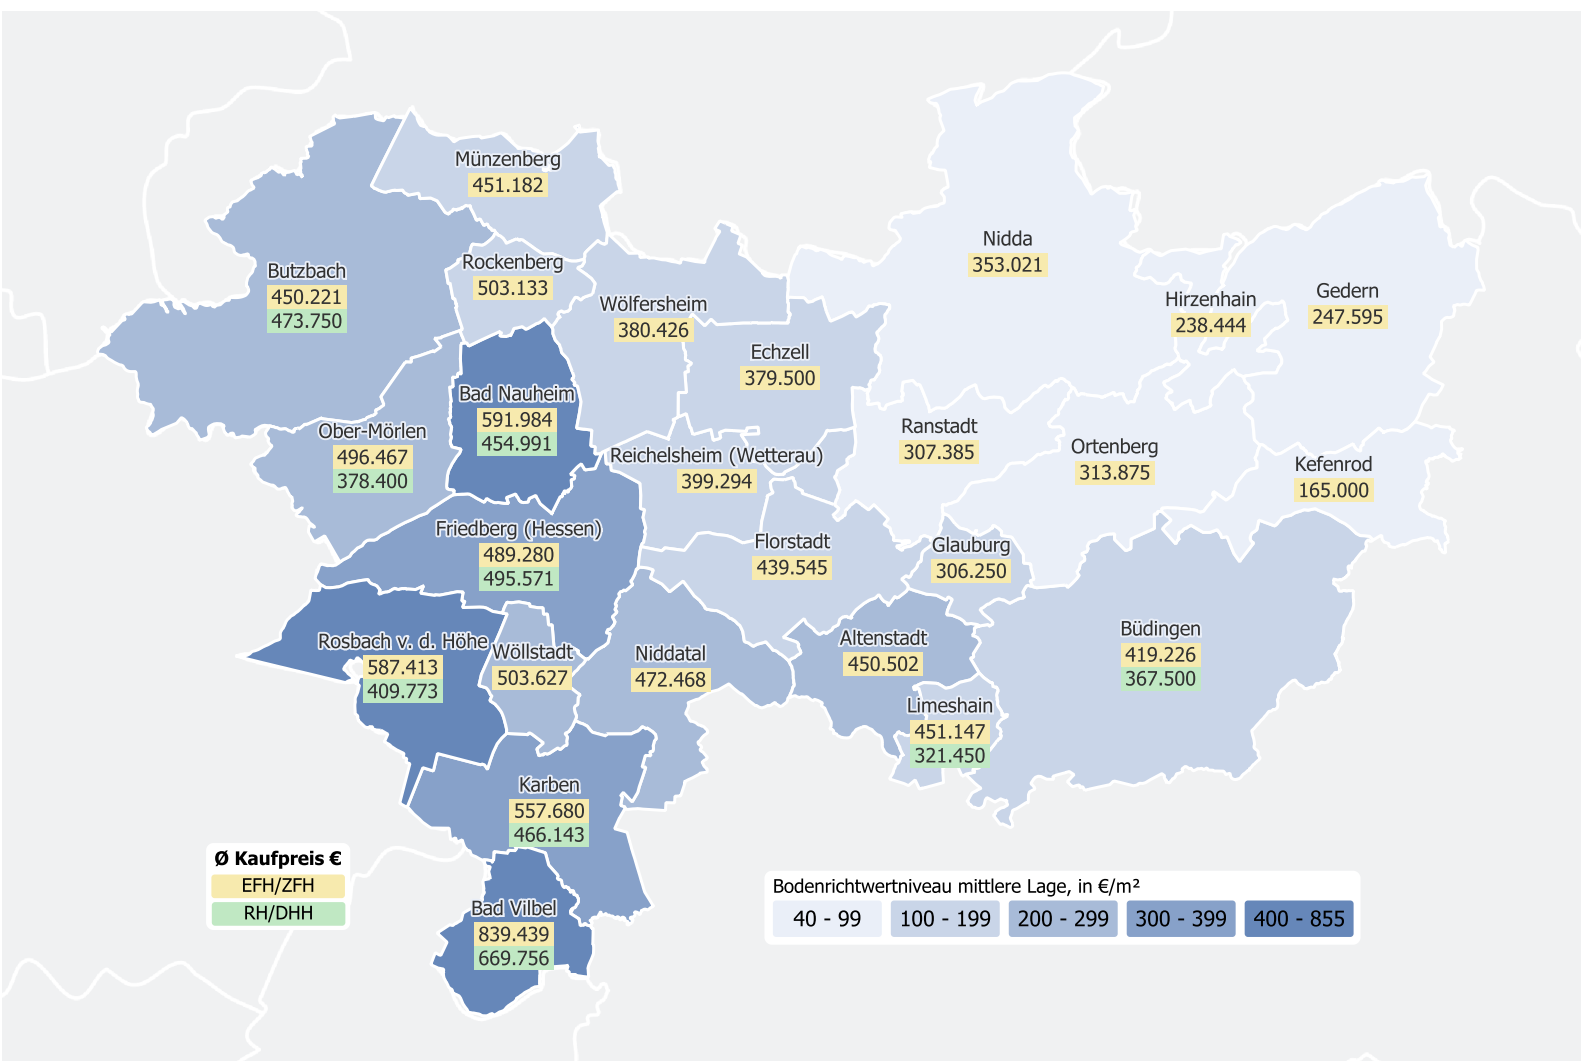 Münzenberg
451.182
Nidda
353.021
Rockenberg
503.133
Butzbach
450.221
473.750
Wölfersheim
380.426
Hirzenhain
238.444
Gedern
247.595
Echzell
379.500
Bad Nauheim
591.984
454.991
Ober-Mörlen
496.467
378.400
Ranstadt
307.385
Ortenberg
313.875
Reichelsheim (Wetterau)
399.294
Kefenrod
165.000
Friedberg (Hessen)
489.280
495.571
Florstadt
439.545
Glauburg
306.250
Rosbach v. d. Höhe
587.413
409.773
Wöllstadt
503.627
Niddatal
472.468
Altenstadt
450.502
Büdingen
419.226
367.500
Limeshain
451.147
321.450
Karben
557.680
466.143
Bad Vilbel
839.439
669.756
Ø Kaufpreis €
EFH/ZFH
RH/DHH
Bodenrichtwertniveau mittlere Lage, in €/m²
40 - 99 100 - 199 200 - 299 300 - 399 400 - 855